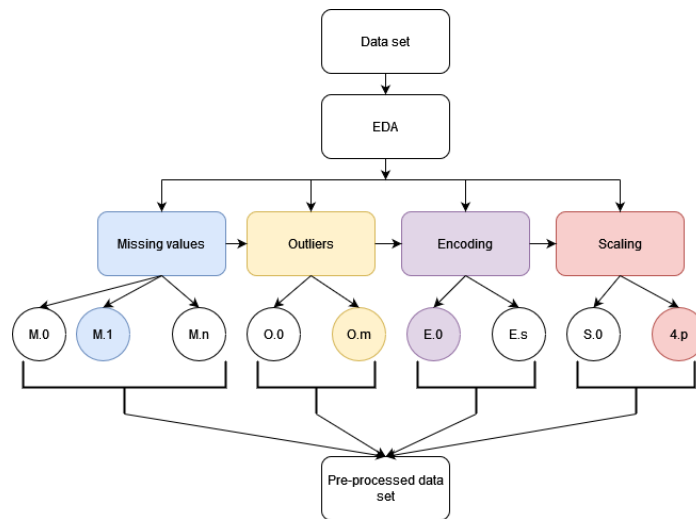 Data set
EDA
Missing values
Outliers
Encoding
Scaling
M.0
M.1
M.n
O.0
O.m
E.0
E.s
S.0
4.p
Pre-processed data
set